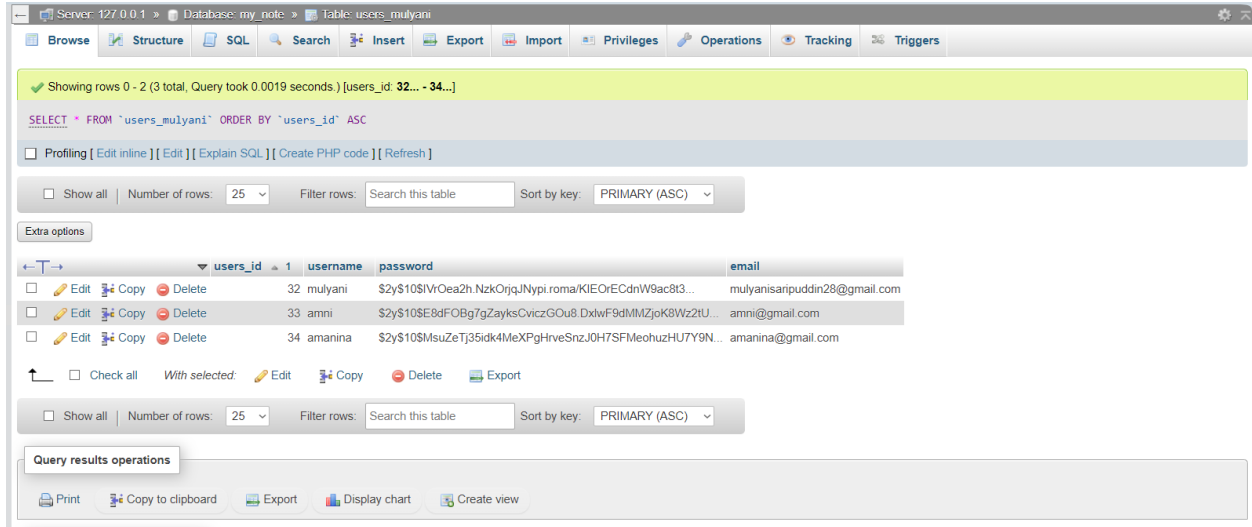 Server: 127.0.0.1 » Database: my_note » Table: users_mulyani
Browse Structure SQL Search Insert Export Import Privileges Operations Tracking Triggers
Showing rows 0 - 2 (3 total, Query took 0.0019 seconds.) [users_id: 32... - 34...]
SELECT * FROM `users_mulyani` ORDER BY `users_id` ASC
Profiling [ Edit inline ] [ Edit ] [ Explain SQL ] [ Create PHP code ] [ Refresh ]
Show all | Number of rows: 25 Filter rows: Search this table Sort by key: PRIMARY (ASC)
Extra options
←T→ users_id 1 username password email
Edit Copy Delete 32 mulyani $2y$10$IVrOea2h.NzkOrjqJNypi.roma/KIEOrECdnW9ac8t3... mulyanisaripuddin28@gmail.com
Edit Copy Delete 33 amni $2y$10$E8dFOBg7gZayksCviczGOu8.DxlwF9dMMZjoK8Wz2tU... amni@gmail.com
Edit Copy Delete 34 amanina $2y$10$MsuZeTj35idk4MeXPgHrveSnzJ0H7SFMeohuzHU7Y9N... amanina@gmail.com
Check all With selected: Edit Copy Delete Export
Show all | Number of rows: 25 Filter rows: Search this table Sort by key: PRIMARY (ASC)
Query results operations
Print Copy to clipboard Export Display chart Create view